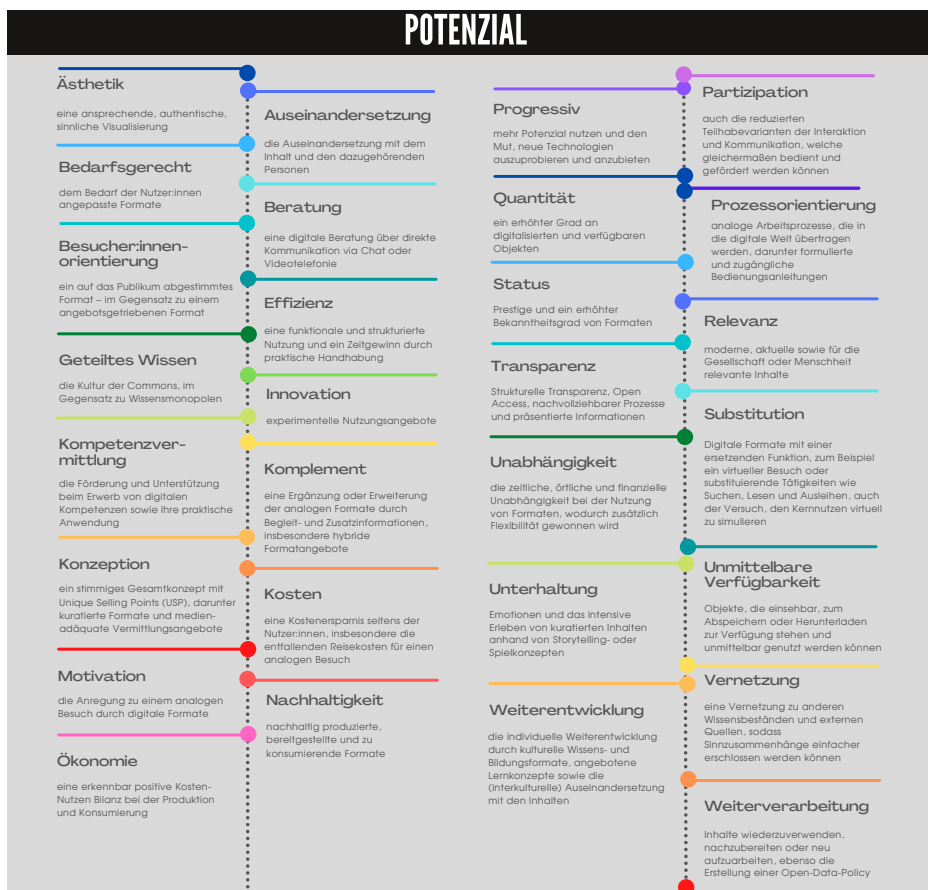 POTENZIAL
Ästhetik
eine ansprechende, authentische,
sinnliche Visualisierung
Auseinandersetzung
die Auseinandersetzung mit dem
Inhalt und den dazugehörenden
Personen
Bedarfsgerecht
dem Bedarf der Nutzer:innen
angepasste Formate
Beratung
eine digitale Beratung über direkte
Kommunikation via Chat oder
Videotelefonie
Besucher:innen-
orientierung
ein auf das Publikum abgestimmtes
Format – im Gegensatz zu einem
angebotsgetriebenen Format
Effizienz
eine funktionale und strukturierte
Nutzung und ein Zeitgewinn durch
praktische Handhabung
Geteiltes Wissen
die Kultur der Commons, im
Gegensatz zu Wissensmonopolen
Innovation
experimentelle Nutzungsangebote
Kompetenzver-
mittlung
die Förderung und Unterstützung
beim Erwerb von digitalen
Kompetenzen sowie ihre praktische
Anwendung
Komplement
eine Ergänzung oder Erweiterung
der analogen Formate durch
Begleit- und Zusatzinformationen,
insbesondere hybride
Formatangebote
Konzeption
ein stimmiges Gesamtkonzept mit
Unique Selling Points (USP), darunter
kuratierte Formate und medien-
adäquate Vermittlungsangebote
Kosten
eine Kostenersparnis seitens der
Nutzer:innen, insbesondere die
entfallenden Reisekosten für einen
analogen Besuch
Motivation
die Anregung zu einem analogen
Besuch durch digitale Formate
Nachhaltigkeit
nachhaltig produzierte,
bereitgestellte und zu
konsumierende Formate
Ökonomie
eine erkennbar positive Kosten-
Nutzen Bilanz bei der Produktion
und Konsumierung
Partizipation
auch die reduzierten
Teilhabevarianten der Interaktion
und Kommunikation, welche
gleichermaßen bedient und
gefördert werden können
Progressiv
mehr Potenzial nutzen und den
Mut, neue Technologien
auszuprobieren und anzubieten
Prozessorientierung
analoge Arbeitsprozesse, die in
die digitale Welt übertragen
werden, darunter formulierte
und zugängliche
Bedienungsanleitungen
Quantität
ein erhöhter Grad an
digitalisierten und verfügbaren
Objekten
Relevanz
moderne, aktuelle sowie für die
Gesellschaft oder Menschheit
relevante Inhalte
Status
Prestige und ein erhöhter
Bekanntheitsgrad von Formaten
Substitution
Digitale Formate mit einer
ersetzenden Funktion, zum Beispiel
ein virtueller Besuch oder
substituierende Tätigkeiten wie
Suchen, Lesen und Ausleihen, auch
der Versuch, den Kernnutzen virtuell
zu simulieren
Transparenz
Strukturelle Transparenz, Open
Access, nachvollziehbarer Prozesse
und präsentierte Informationen
Unabhängigkeit
die zeitliche, örtliche und finanzielle
Unabhängigkeit bei der Nutzung
von Formaten, wodurch zusätzlich
Flexibilität gewonnen wird
Unmittelbare
Verfügbarkeit
Objekte, die einsehbar, zum
Abspeichern oder Herunterladen
zur Verfügung stehen und
unmittelbar genutzt werden können
Unterhaltung
Emotionen und das intensive
Erleben von kuratierten Inhalten
anhand von Storytelling- oder
Spielkonzepten
Vernetzung
eine Vernetzung zu anderen
Wissensbeständen und externen
Quellen, sodass
Sinnzusammenhänge einfacher
erschlossen werden können
Weiterentwicklung
die individuelle Weiterentwicklung
durch kulturelle Wissens- und
Bildungsformate, angebotene
Lernkonzepte sowie die
(interkulturelle) Auseinandersetzung
mit den Inhalten
Weiterverarbeitung
Inhalte wiederzuverwenden,
nachzubereiten oder neu
aufzuarbeiten, ebenso die
Erstellung einer Open-Data-Policy